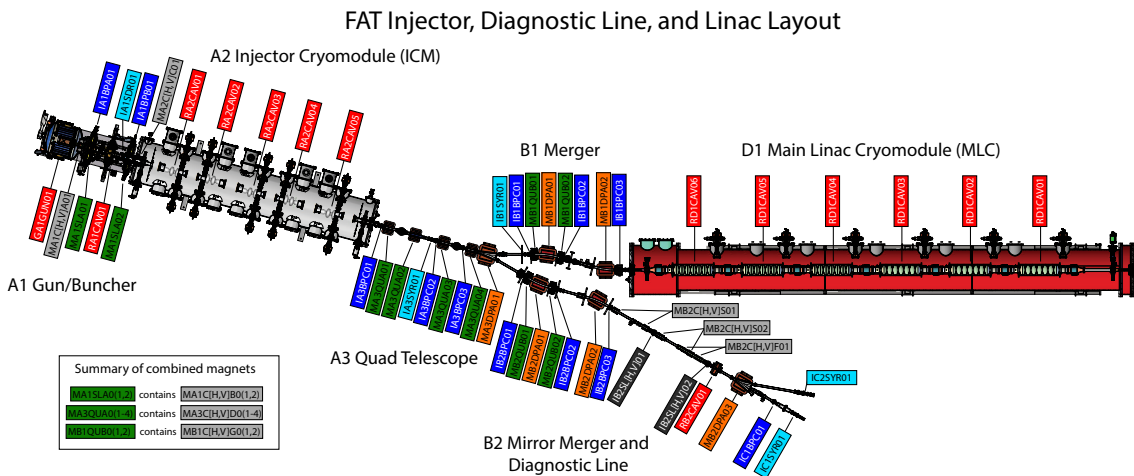 FAT Injector, Diagnostic Line, and Linac Layout
A2 Injector Cryomodule (ICM)
IA1BPA01
IA1SDR01
IA1BPB01
MA2C[H,V]C01
RA2CAV01
RA2CAV02
RA2CAV03
RA2CAV04
RA2CAV05
GA1GUN01
MA1C[H,V]A01
MA1SLA01
RA1CAV01
MA1SLA02
A1 Gun/Buncher
B1 Merger
IB1SYR01
IB1BPC01
MB1QUB01
MB1DPA01
MB1QUB02
IB1BPC02
MB1DPA02
IB1BPC03
D1 Main Linac Cryomodule (MLC)
RD1CAV06
RD1CAV05
RD1CAV04
RD1CAV03
RD1CAV02
RD1CAV01
IA3BPC01
MA3QUA01
MA3QUA02
IA3SYR01
IA3BPC02
MA3QUA03
IA3BPC03
MA3QUA04
MA3DPA01
A3 Quad Telescope
IB2BPC01
MB2QUB01
MB2DPA01
MB2QUB02
IB2BPC02
MB2DPA02
IB2BPC03
IB2SL[H,V]01
MB2C[H,V]S01
MB2C[H,V]S02
MB2C[H,V]F01
IB2SL[H,V]02
RB2CAV01
MB2DPA03
IC2SYR01
IC1BPC01
IC1SYR01
B2 Mirror Merger and
Diagnostic Line
Summary of combined magnets
MA1SLA0(1,2) contains MA1C[H,V]B0(1,2)
MA3QUA0(1-4) contains MA3C[H,V]D0(1-4)
MB1QUB0(1,2) contains MB1C[H,V]G0(1,2)